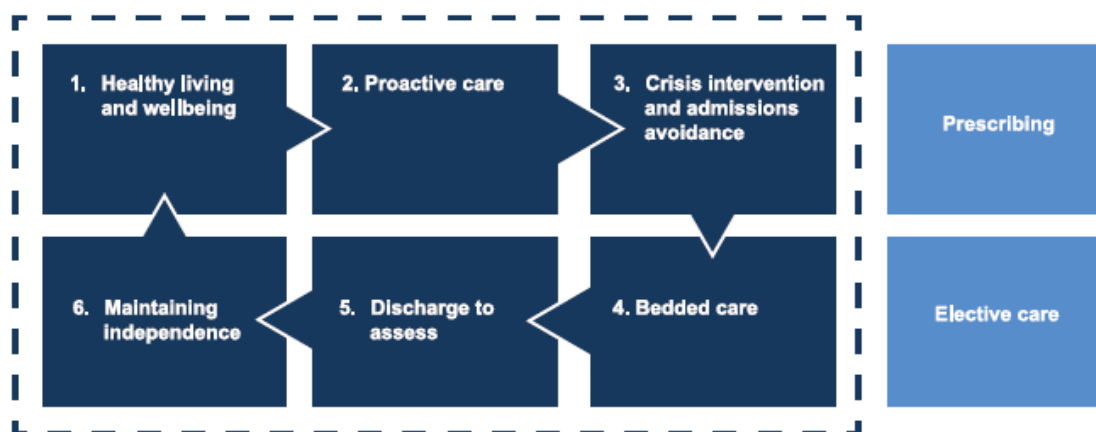 1. Healthy living
and wellbeing
2. Proactive care
3. Crisis intervention
and admissions
avoidance
Prescribing
6. Maintaining
independence
5. Discharge to
assess
4. Bedded care
Elective care